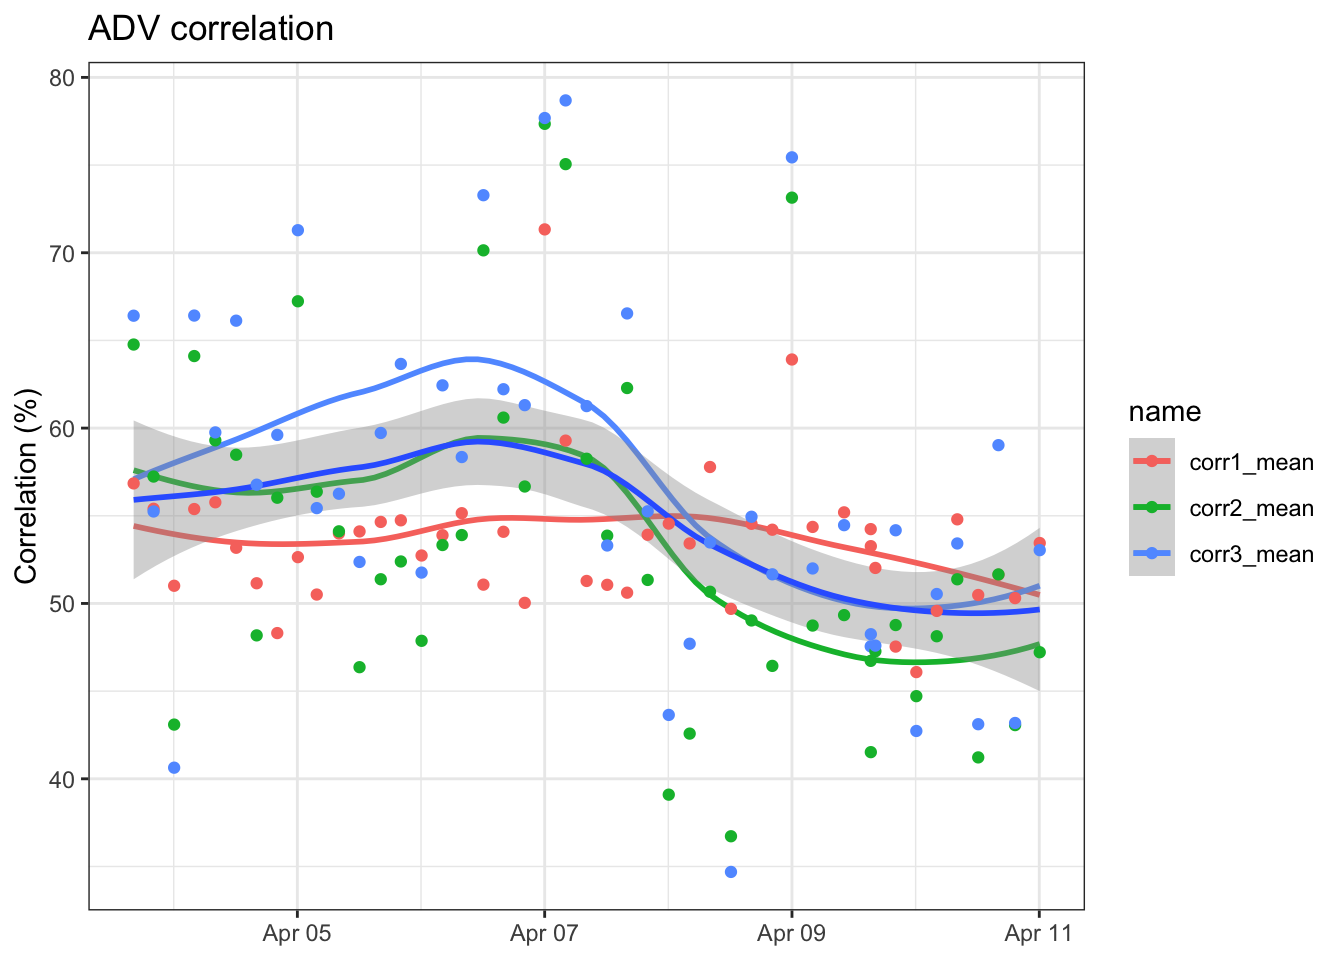 ADV correlation
80
70
60
50
40
Correlation (%)
Apr 05
Apr 07
Apr 09
Apr 11
name
corr1_mean
corr2_mean
corr3_mean